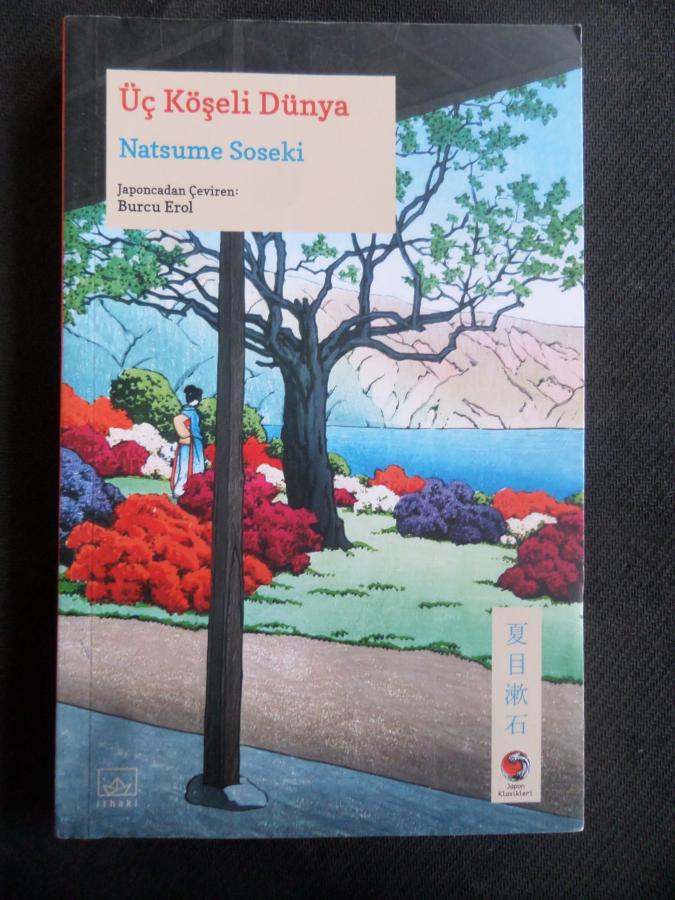 Üç Köşeli Dünya
Natsume Soseki
Japoncadan Çeviren:
Burcu Erol
夏目漱石
Japon
Klasikleri
ithaki